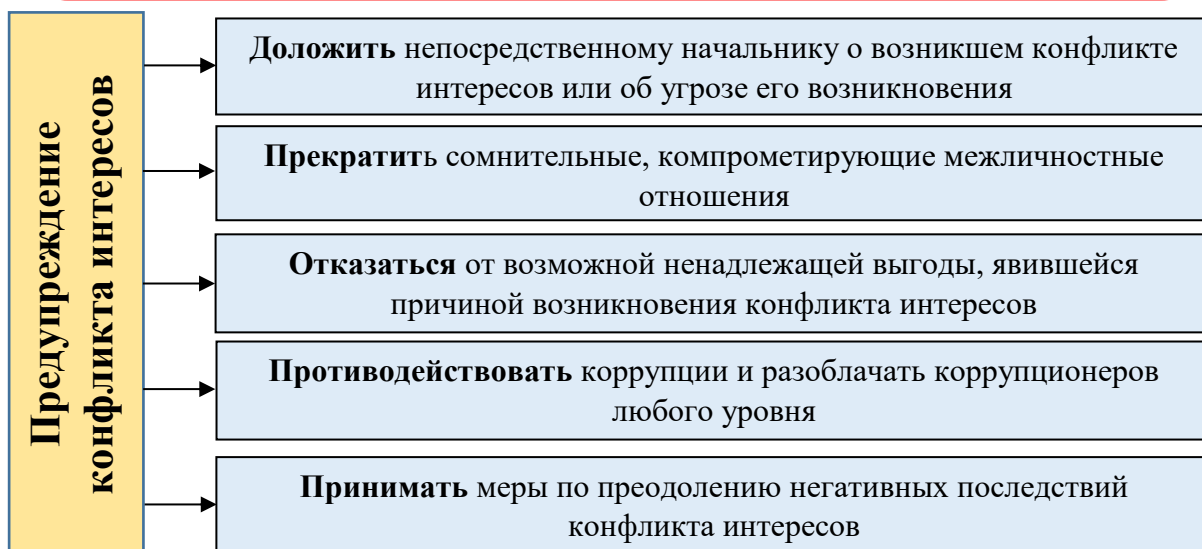 Предупреждение
конфликта интересов
Доложить непосредственному начальнику о возникшем конфликте
интересов или об угрозе его возникновения
Прекратить сомнительные, компрометирующие межличностные
отношения
Отказаться от возможной ненадлежащей выгоды, явившейся
причиной возникновения конфликта интересов
Противодействовать коррупции и разоблачать коррупционеров
любого уровня
Принимать меры по преодолению негативных последствий
конфликта интересов